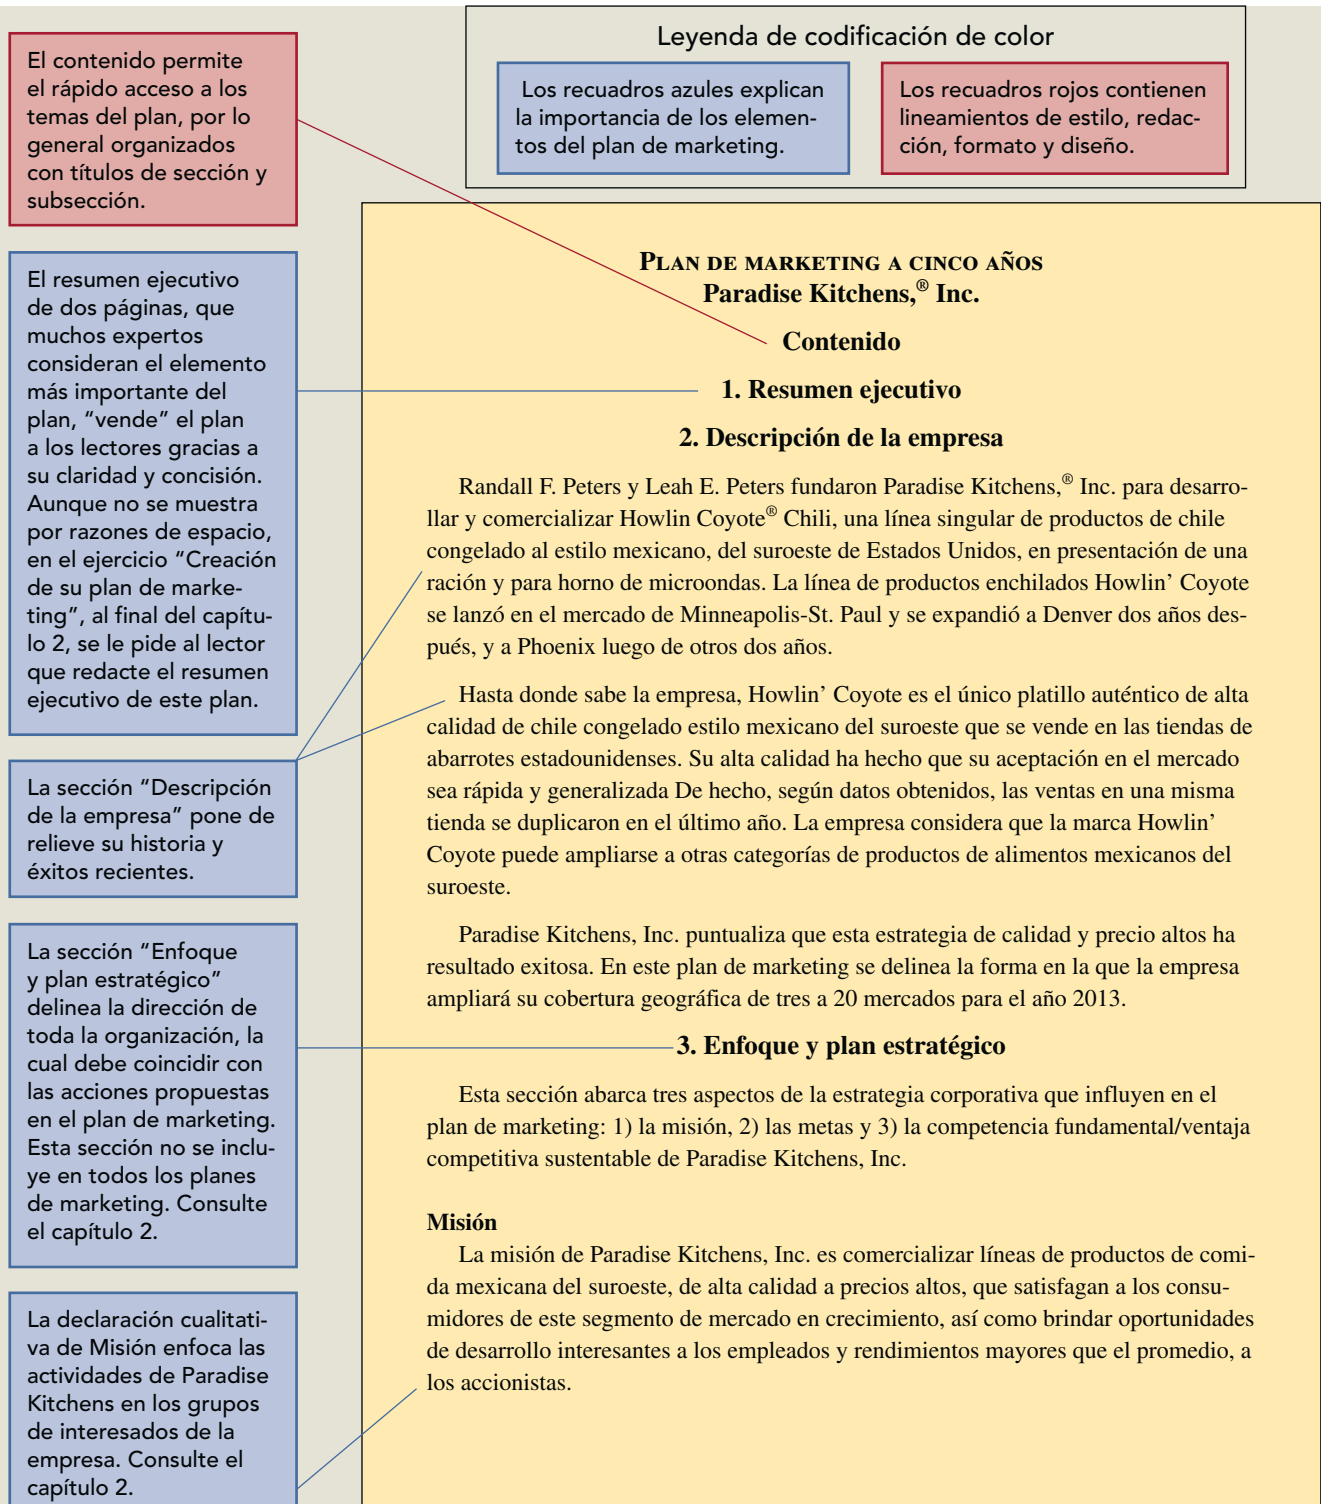 Leyenda de codificación de color
Los recuadros azules explican
la importancia de los elemen-
tos del plan de marketing.
Los recuadros rojos contienen
lineamientos de estilo, redac-
ción, formato y diseño.
El contenido permite
el rápido acceso a los
temas del plan, por lo
general organizados
con títulos de sección y
subsección.
El resumen ejecutivo
de dos páginas, que
muchos expertos
consideran el elemento
más importante del
plan, “vende” el plan
a los lectores gracias a
su claridad y concisión.
Aunque no se muestra
por razones de espacio,
en el ejercicio “Creación
de su plan de marke-
ting”, al final del capítu-
lo 2, se le pide al lector
que redacte el resumen
ejecutivo de este plan.
La sección “Descripción
de la empresa” pone de
relieve su historia y
éxitos recientes.
La sección “Enfoque
y plan estratégico”
delinea la dirección de
toda la organización, la
cual debe coincidir con
las acciones propuestas
en el plan de marketing.
Esta sección no se inclu-
ye en todos los planes
de marketing. Consulte
el capítulo 2.
La declaración cualitati-
va de Misión enfoca las
actividades de Paradise
Kitchens en los grupos
de interesados de la
empresa. Consulte el
capítulo 2.
PLAN DE MARKETING A CINCO AÑOS
Paradise Kitchens,® Inc.
Contenido
1. Resumen ejecutivo
2. Descripción de la empresa
Randall F. Peters y Leah E. Peters fundaron Paradise Kitchens,® Inc. para desarro-
llar y comercializar Howlin Coyote® Chili, una línea singular de productos de chile
congelado al estilo mexicano, del suroeste de Estados Unidos, en presentación de una
ración y para horno de microondas. La línea de productos enchilados Howlin’ Coyote
se lanzó en el mercado de Minneapolis-St. Paul y se expandió a Denver dos años des-
pués, y a Phoenix luego de otros dos años.
Hasta donde sabe la empresa, Howlin’ Coyote es el único platillo auténtico de alta
calidad de chile congelado estilo mexicano del suroeste que se vende en las tiendas de
abarrotes estadounidenses. Su alta calidad ha hecho que su aceptación en el mercado
sea rápida y generalizada De hecho, según datos obtenidos, las ventas en una misma
tienda se duplicaron en el último año. La empresa considera que la marca Howlin’
Coyote puede ampliarse a otras categorías de productos de alimentos mexicanos del
suroeste.
Paradise Kitchens, Inc. puntualiza que esta estrategia de calidad y precio altos ha
resultado exitosa. En este plan de marketing se delinea la forma en la que la empresa
ampliará su cobertura geográfica de tres a 20 mercados para el año 2013.
3. Enfoque y plan estratégico
Esta sección abarca tres aspectos de la estrategia corporativa que influyen en el
plan de marketing: 1) la misión, 2) las metas y 3) la competencia fundamental/ventaja
competitiva sustentable de Paradise Kitchens, Inc.
Misión
La misión de Paradise Kitchens, Inc. es comercializar líneas de productos de comi-
da mexicana del suroeste, de alta calidad a precios altos, que satisfagan a los consu-
midores de este segmento de mercado en crecimiento, así como brindar oportunidades
de desarrollo interesantes a los empleados y rendimientos mayores que el promedio, a
los accionistas.